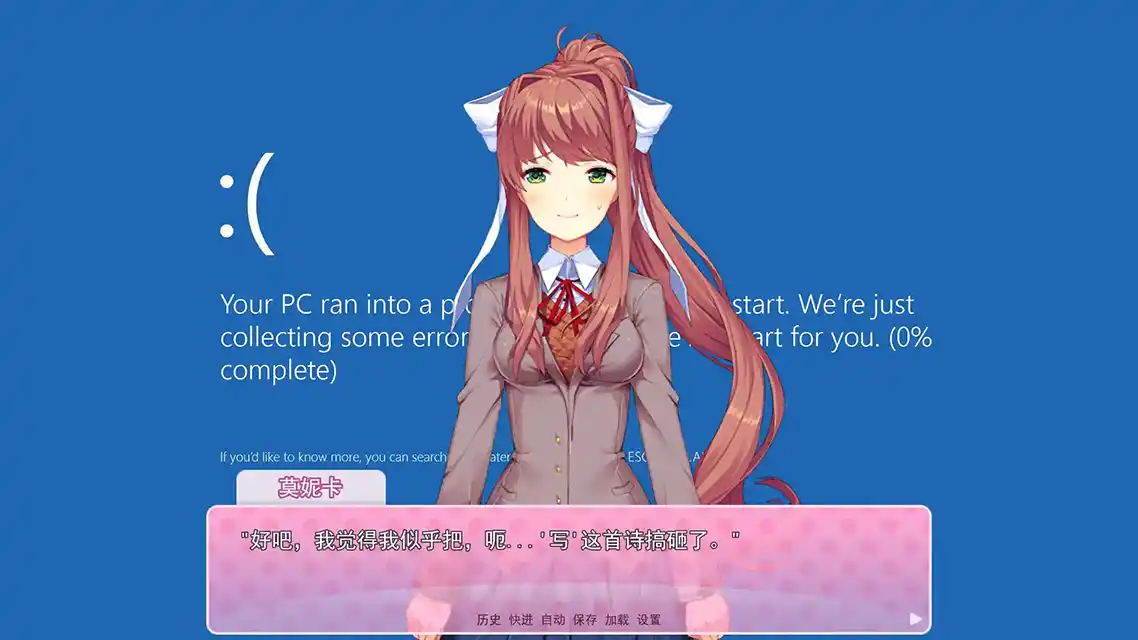 :(
Your PC ran into a start. We're just
collecting some error for you. (0%
complete)
If you'd like to know more, you can search
莫妮卡
"好吧，我觉得我似乎把，呃...'写'这首诗搞砸了。"
历史 快进 自动 保存 加载 设置